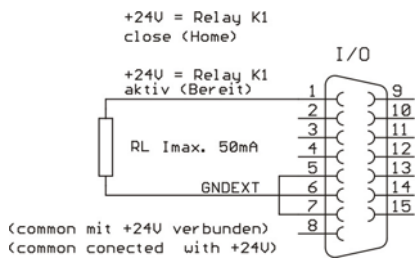 +24V = Relay K1
close (Home)
I/O
+24V = Relay K1
aktiv (Bereit)
1
9
2
10
3
11
RL Imax. 50mA
4
12
5
13
GNDEXT
6
14
7
15
8
(common mit +24V verbunden)
(common conected with +24V)